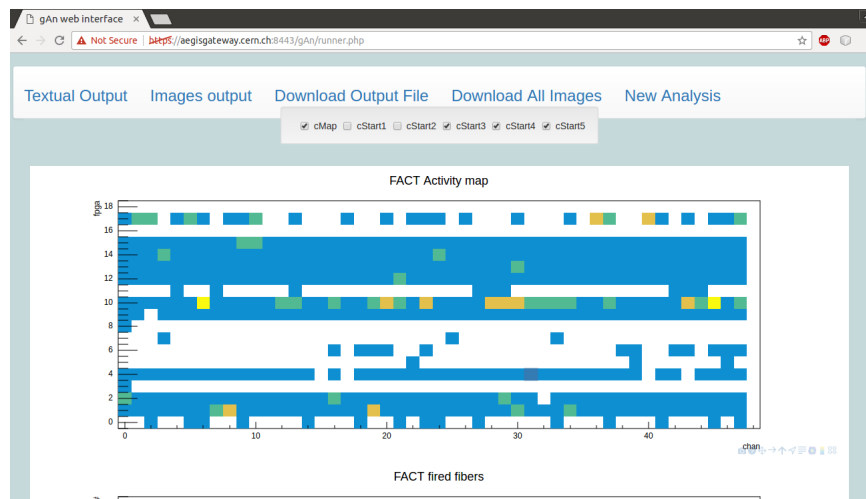 gAn web interface
Not Secure | https://aegisgateway.cern.ch:8443/gAn/runner.php
ABP
Textual Output Images output Download Output File Download All Images New Analysis
cMap cStart1 cStart2 cStart3 cStart4 cStart5
FACT Activity map
fpga
18
16
14
12
10
8
6
4
2
0
0 10 20 30 40
chan
FACT fired fibers